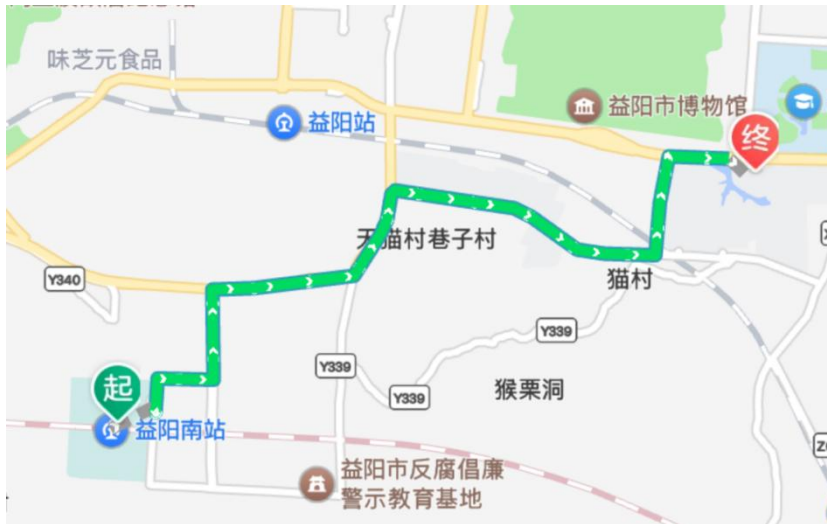 味芝元食品
益阳站
益阳市博物馆
终
天猫村巷子村
猫村
Y340
Y339
Y339
Y339
猴栗洞
起
益阳南站
益阳市反腐倡廉
警示教育基地